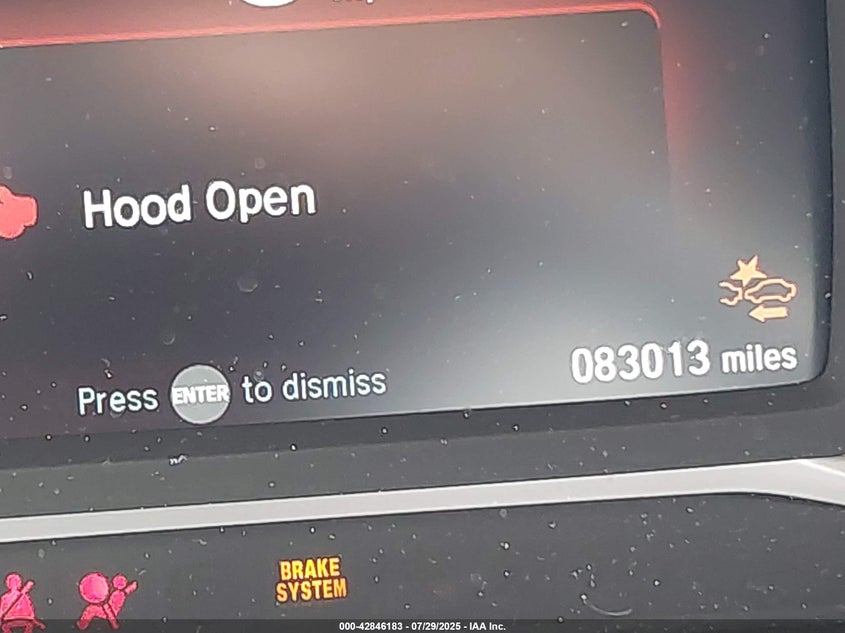 Hood Open
Press ENTER to dismiss
083013 miles
BRAKE
SYSTEM
000-42846183 - 07/29/2025 - IAA Inc.